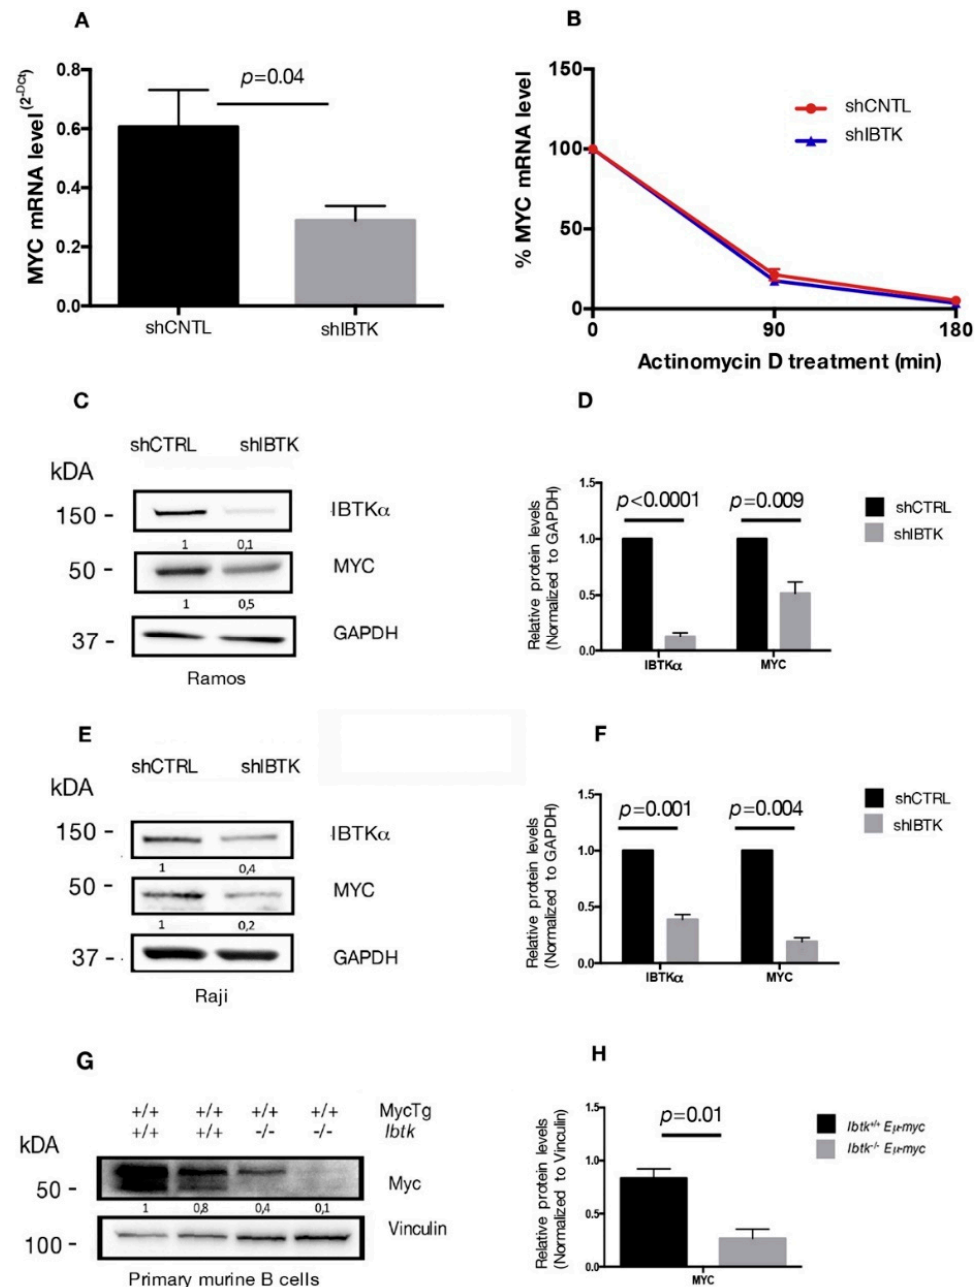 A
MYC mRNA level(2-DCt)
0.8
0.6
0.4
0.2
0.0
p=0.04
shCNTL
shIBTK
B
% MYC mRNA level
150
100
50
0
shCNTL
shIBTK
0
90
180
Actinomycin D treatment (min)
C
shCTRL shIBTK
kDA
150 -
IBTKα
1 0,1
50 -
MYC
1 0,5
37 -
GAPDH
Ramos
D
Relative protein levels
(Normalized to GAPDH)
1.5
1.0
0.5
0.0
p<0.0001
p=0.009
shCTRL
shIBTK
IBTKα
MYC
E
shCTRL shIBTK
kDA
150 -
IBTKα
1 0,4
50 -
MYC
1 0,2
37 -
GAPDH
Raji
F
Relative protein levels
(Normalized to GAPDH)
1.5
1.0
0.5
0.0
p=0.001
p=0.004
shCTRL
shIBTK
IBTKα
MYC
G
+/+ +/+ +/+ +/+ MycTg
+/+ +/+ -/- -/- Ibtk
kDA
50 -
Myc
1 0,8 0,4 0,1
100 -
Vinculin
Primary murine B cells
H
Relative protein levels
(Normalized to Vinculin)
1.5
1.0
0.5
0.0
p=0.01
Ibtk+/+ Eμ-myc
Ibtk-/- Eμ-myc
MYC